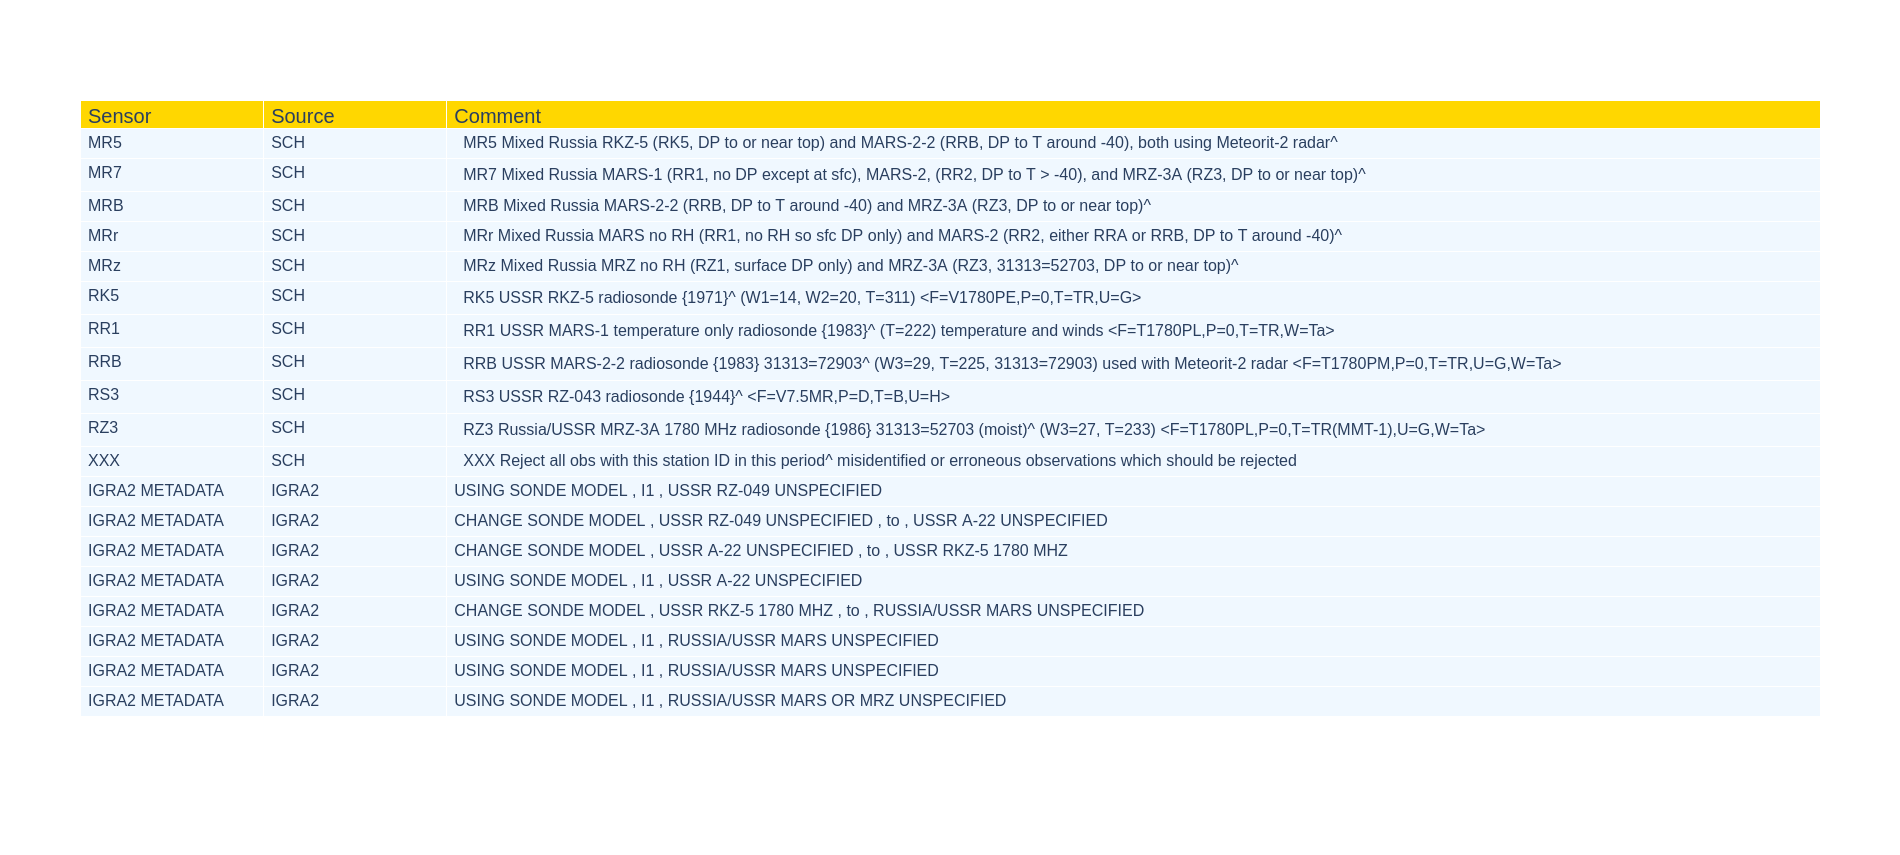 Sensor Source Comment
MR5 SCH MR5 Mixed Russia RKZ-5 (RK5, DP to or near top) and MARS-2-2 (RRB, DP to T around -40), both using Meteorit-2 radar^
MR7 SCH MR7 Mixed Russia MARS-1 (RR1, no DP except at sfc), MARS-2, (RR2, DP to T > -40), and MRZ-3A (RZ3, DP to or near top)^
MRB SCH MRB Mixed Russia MARS-2-2 (RRB, DP to T around -40) and MRZ-3A (RZ3, DP to or near top)^
MRr SCH MRr Mixed Russia MARS no RH (RR1, no RH so sfc DP only) and MARS-2 (RR2, either RRA or RRB, DP to T around -40)^
MRz SCH MRz Mixed Russia MRZ no RH (RZ1, surface DP only) and MRZ-3A (RZ3, 31313=52703, DP to or near top)^
RK5 SCH RK5 USSR RKZ-5 radiosonde {1971}^ (W1=14, W2=20, T=311) <F=V1780PE,P=0,T=TR,U=G>
RR1 SCH RR1 USSR MARS-1 temperature only radiosonde {1983}^ (T=222) temperature and winds <F=T1780PL,P=0,T=TR,W=Ta>
RRB SCH RRB USSR MARS-2-2 radiosonde {1983} 31313=72903^ (W3=29, T=225, 31313=72903) used with Meteorit-2 radar <F=T1780PM,P=0,T=TR,U=G,W=Ta>
RS3 SCH RS3 USSR RZ-043 radiosonde {1944}^ <F=V7.5MR,P=D,T=B,U=H>
RZ3 SCH RZ3 Russia/USSR MRZ-3A 1780 MHz radiosonde {1986} 31313=52703 (moist)^ (W3=27, T=233) <F=T1780PL,P=0,T=TR(MMT-1),U=G,W=Ta>
XXX SCH XXX Reject all obs with this station ID in this period^ misidentified or erroneous observations which should be rejected
IGRA2 METADATA IGRA2 USING SONDE MODEL , I1 , USSR RZ-049 UNSPECIFIED
IGRA2 METADATA IGRA2 CHANGE SONDE MODEL , USSR RZ-049 UNSPECIFIED , to , USSR A-22 UNSPECIFIED
IGRA2 METADATA IGRA2 CHANGE SONDE MODEL , USSR A-22 UNSPECIFIED , to , USSR RKZ-5 1780 MHZ
IGRA2 METADATA IGRA2 USING SONDE MODEL , I1 , USSR A-22 UNSPECIFIED
IGRA2 METADATA IGRA2 CHANGE SONDE MODEL , USSR RKZ-5 1780 MHZ , to , RUSSIA/USSR MARS UNSPECIFIED
IGRA2 METADATA IGRA2 USING SONDE MODEL , I1 , RUSSIA/USSR MARS UNSPECIFIED
IGRA2 METADATA IGRA2 USING SONDE MODEL , I1 , RUSSIA/USSR MARS UNSPECIFIED
IGRA2 METADATA IGRA2 USING SONDE MODEL , I1 , RUSSIA/USSR MARS OR MRZ UNSPECIFIED